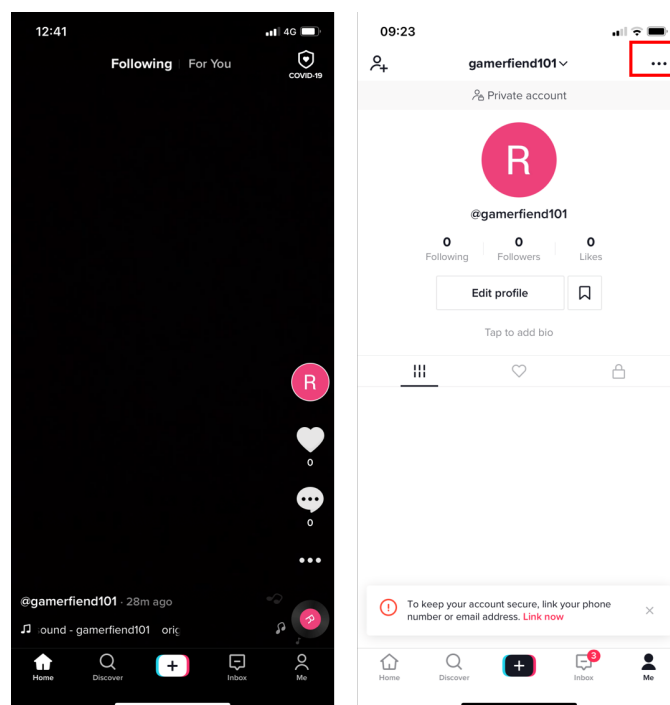 12:41
4G
Following
For You
COVID-19
R
0
0
@gamerfiend101 · 28m ago
ound - gamerfiend101 orig
R
Home
Discover
Inbox
Me
09:23
gamerfiend101
Private account
R
@gamerfiend101
0
0
0
Following
Followers
Likes
Edit profile
Tap to add bio
To keep your account secure, link your phone
number or email address. Link now
3
Home
Discover
Inbox
Me